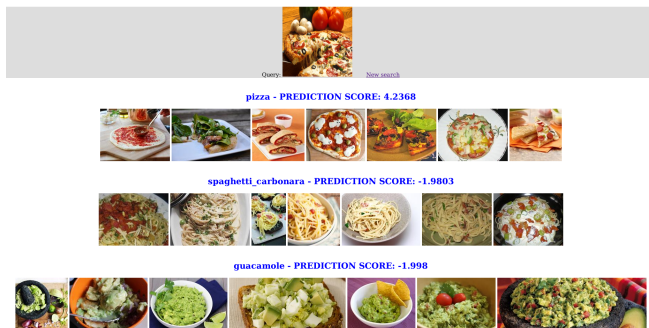 Query:
New search
pizza - PREDICTION SCORE: 4.2368
spaghetti_carbonara - PREDICTION SCORE: -1.9803
guacamole - PREDICTION SCORE: -1.998